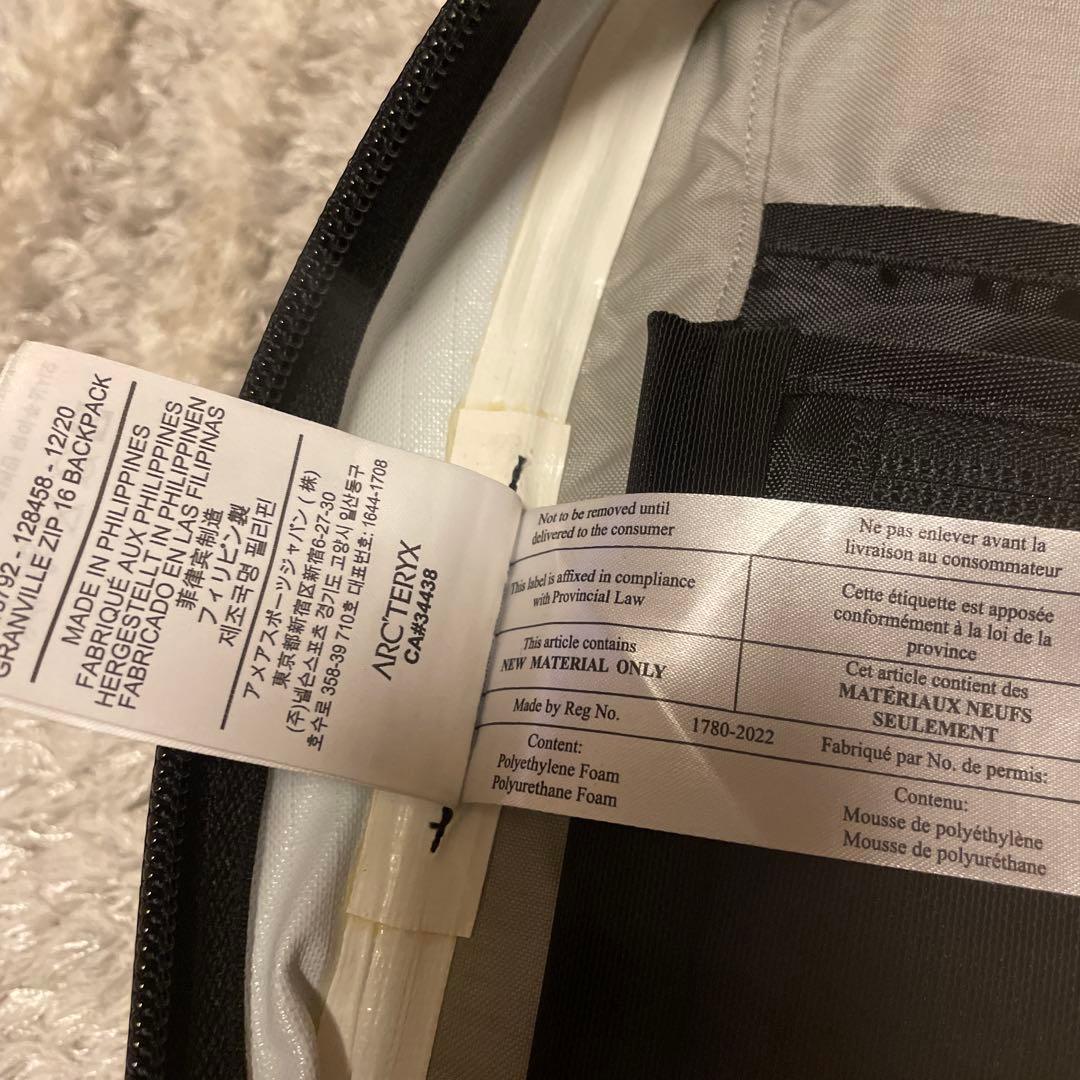 GRANVILLE ZIP 16 BACKPACK
MADE IN PHILIPPINES
FABRIQUÉ AUX PHILIPPINES
HERGESTELLT IN PHILIPPINEN
FABRICADO EN LAS FILIPINAS
菲律宾制造
フィリピン製
제조국명 필리핀
アメアスポーツジャパン (株)
東京都新宿区新宿6-27-30
(주)넬슨스포츠 경기도 고양시 일산동구
호수로 358-39 710호 대표번호: 1644-1708
ARC'TERYX
CA#34438
Not to be removed until
delivered to the consumer
Ne pas enlever avant la
livraison au consommateur
This label is affixed in compliance
with Provincial Law
Cette étiquette est apposée
conformément à la loi de la
province
This article contains
NEW MATERIAL ONLY
Cet article contient des
MATÉRIAUX NEUFS
SEULEMENT
Made by Reg No.
1780-2022
Fabriqué par No. de permis:
Content:
Polyethylene Foam
Polyurethane Foam
Contenu:
Mousse de polyéthylène
Mousse de polyuréthane